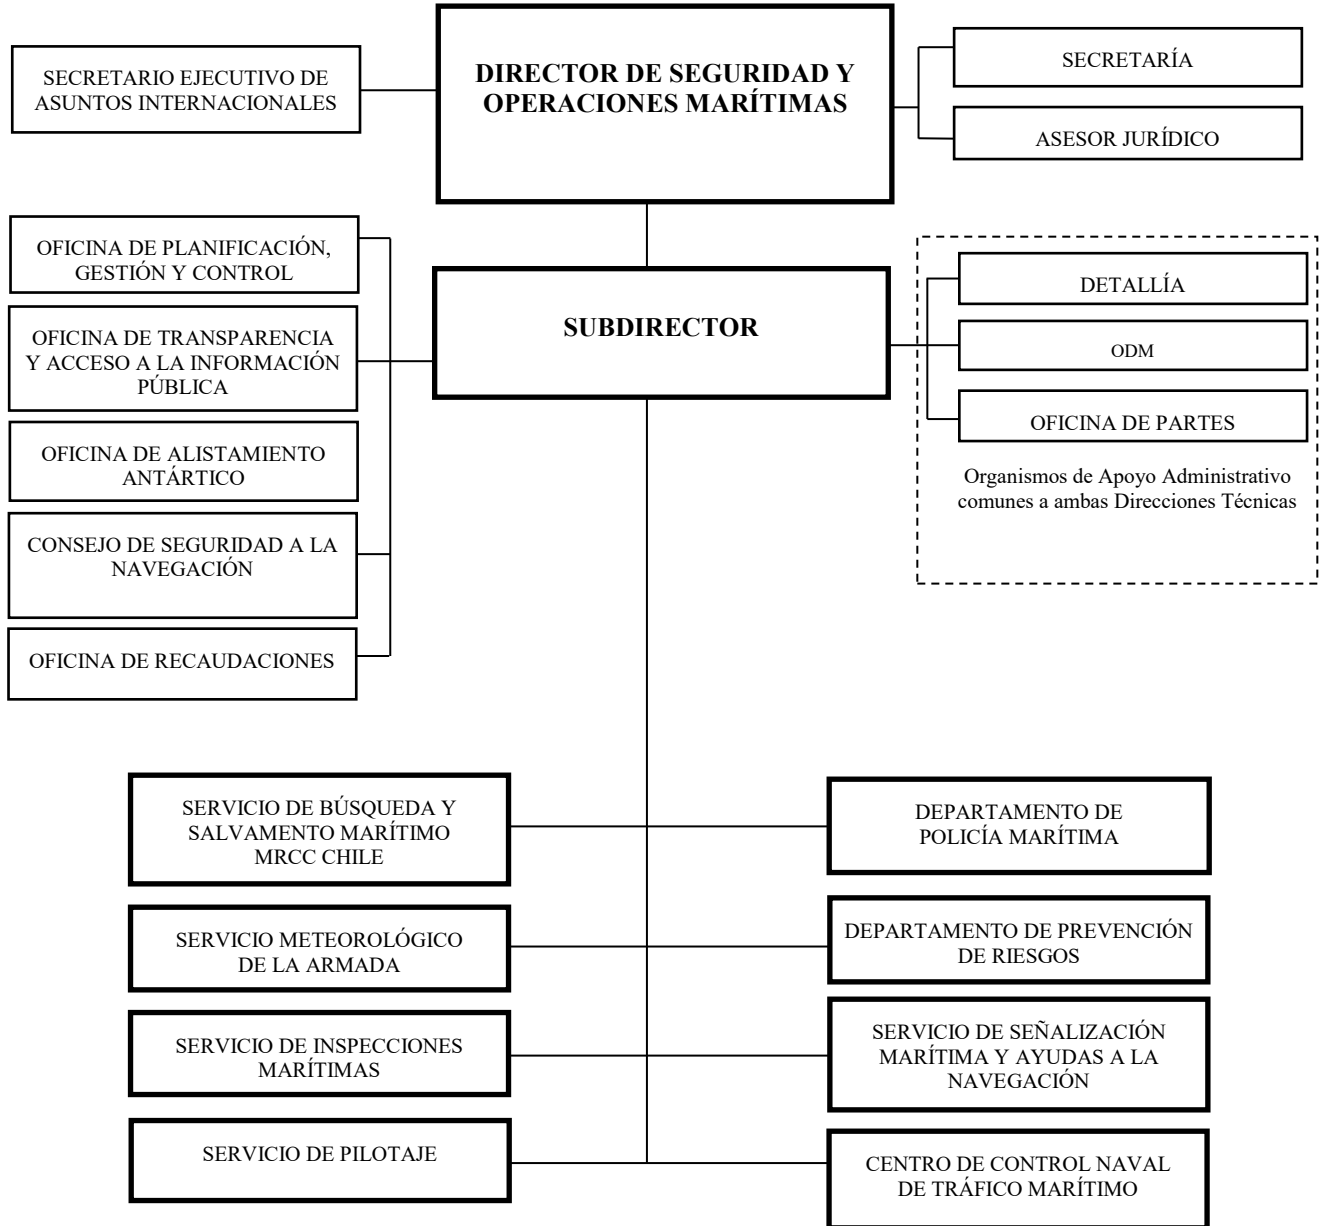 SECRETARIO EJECUTIVO DE
ASUNTOS INTERNACIONALES
DIRECTOR DE SEGURIDAD Y
OPERACIONES MARÍTIMAS
SECRETARÍA
ASESOR JURÍDICO
OFICINA DE PLANIFICACIÓN,
GESTIÓN Y CONTROL
OFICINA DE TRANSPARENCIA
Y ACCESO A LA INFORMACIÓN
PÚBLICA
OFICINA DE ALISTAMIENTO
ANTÁRTICO
CONSEJO DE SEGURIDAD A LA
NAVEGACIÓN
OFICINA DE RECAUDACIONES
SUBDIRECTOR
DETALLÍA
ODM
OFICINA DE PARTES
Organismos de Apoyo Administrativo
comunes a ambas Direcciones Técnicas
SERVICIO DE BÚSQUEDA Y
SALVAMENTO MARÍTIMO
MRCC CHILE
DEPARTAMENTO DE
POLICÍA MARÍTIMA
SERVICIO METEOROLÓGICO
DE LA ARMADA
DEPARTAMENTO DE PREVENCIÓN
DE RIESGOS
SERVICIO DE INSPECCIONES
MARÍTIMAS
SERVICIO DE SEÑALIZACIÓN
MARÍTIMA Y AYUDAS A LA
NAVEGACIÓN
SERVICIO DE PILOTAJE
CENTRO DE CONTROL NAVAL
DE TRÁFICO MARÍTIMO